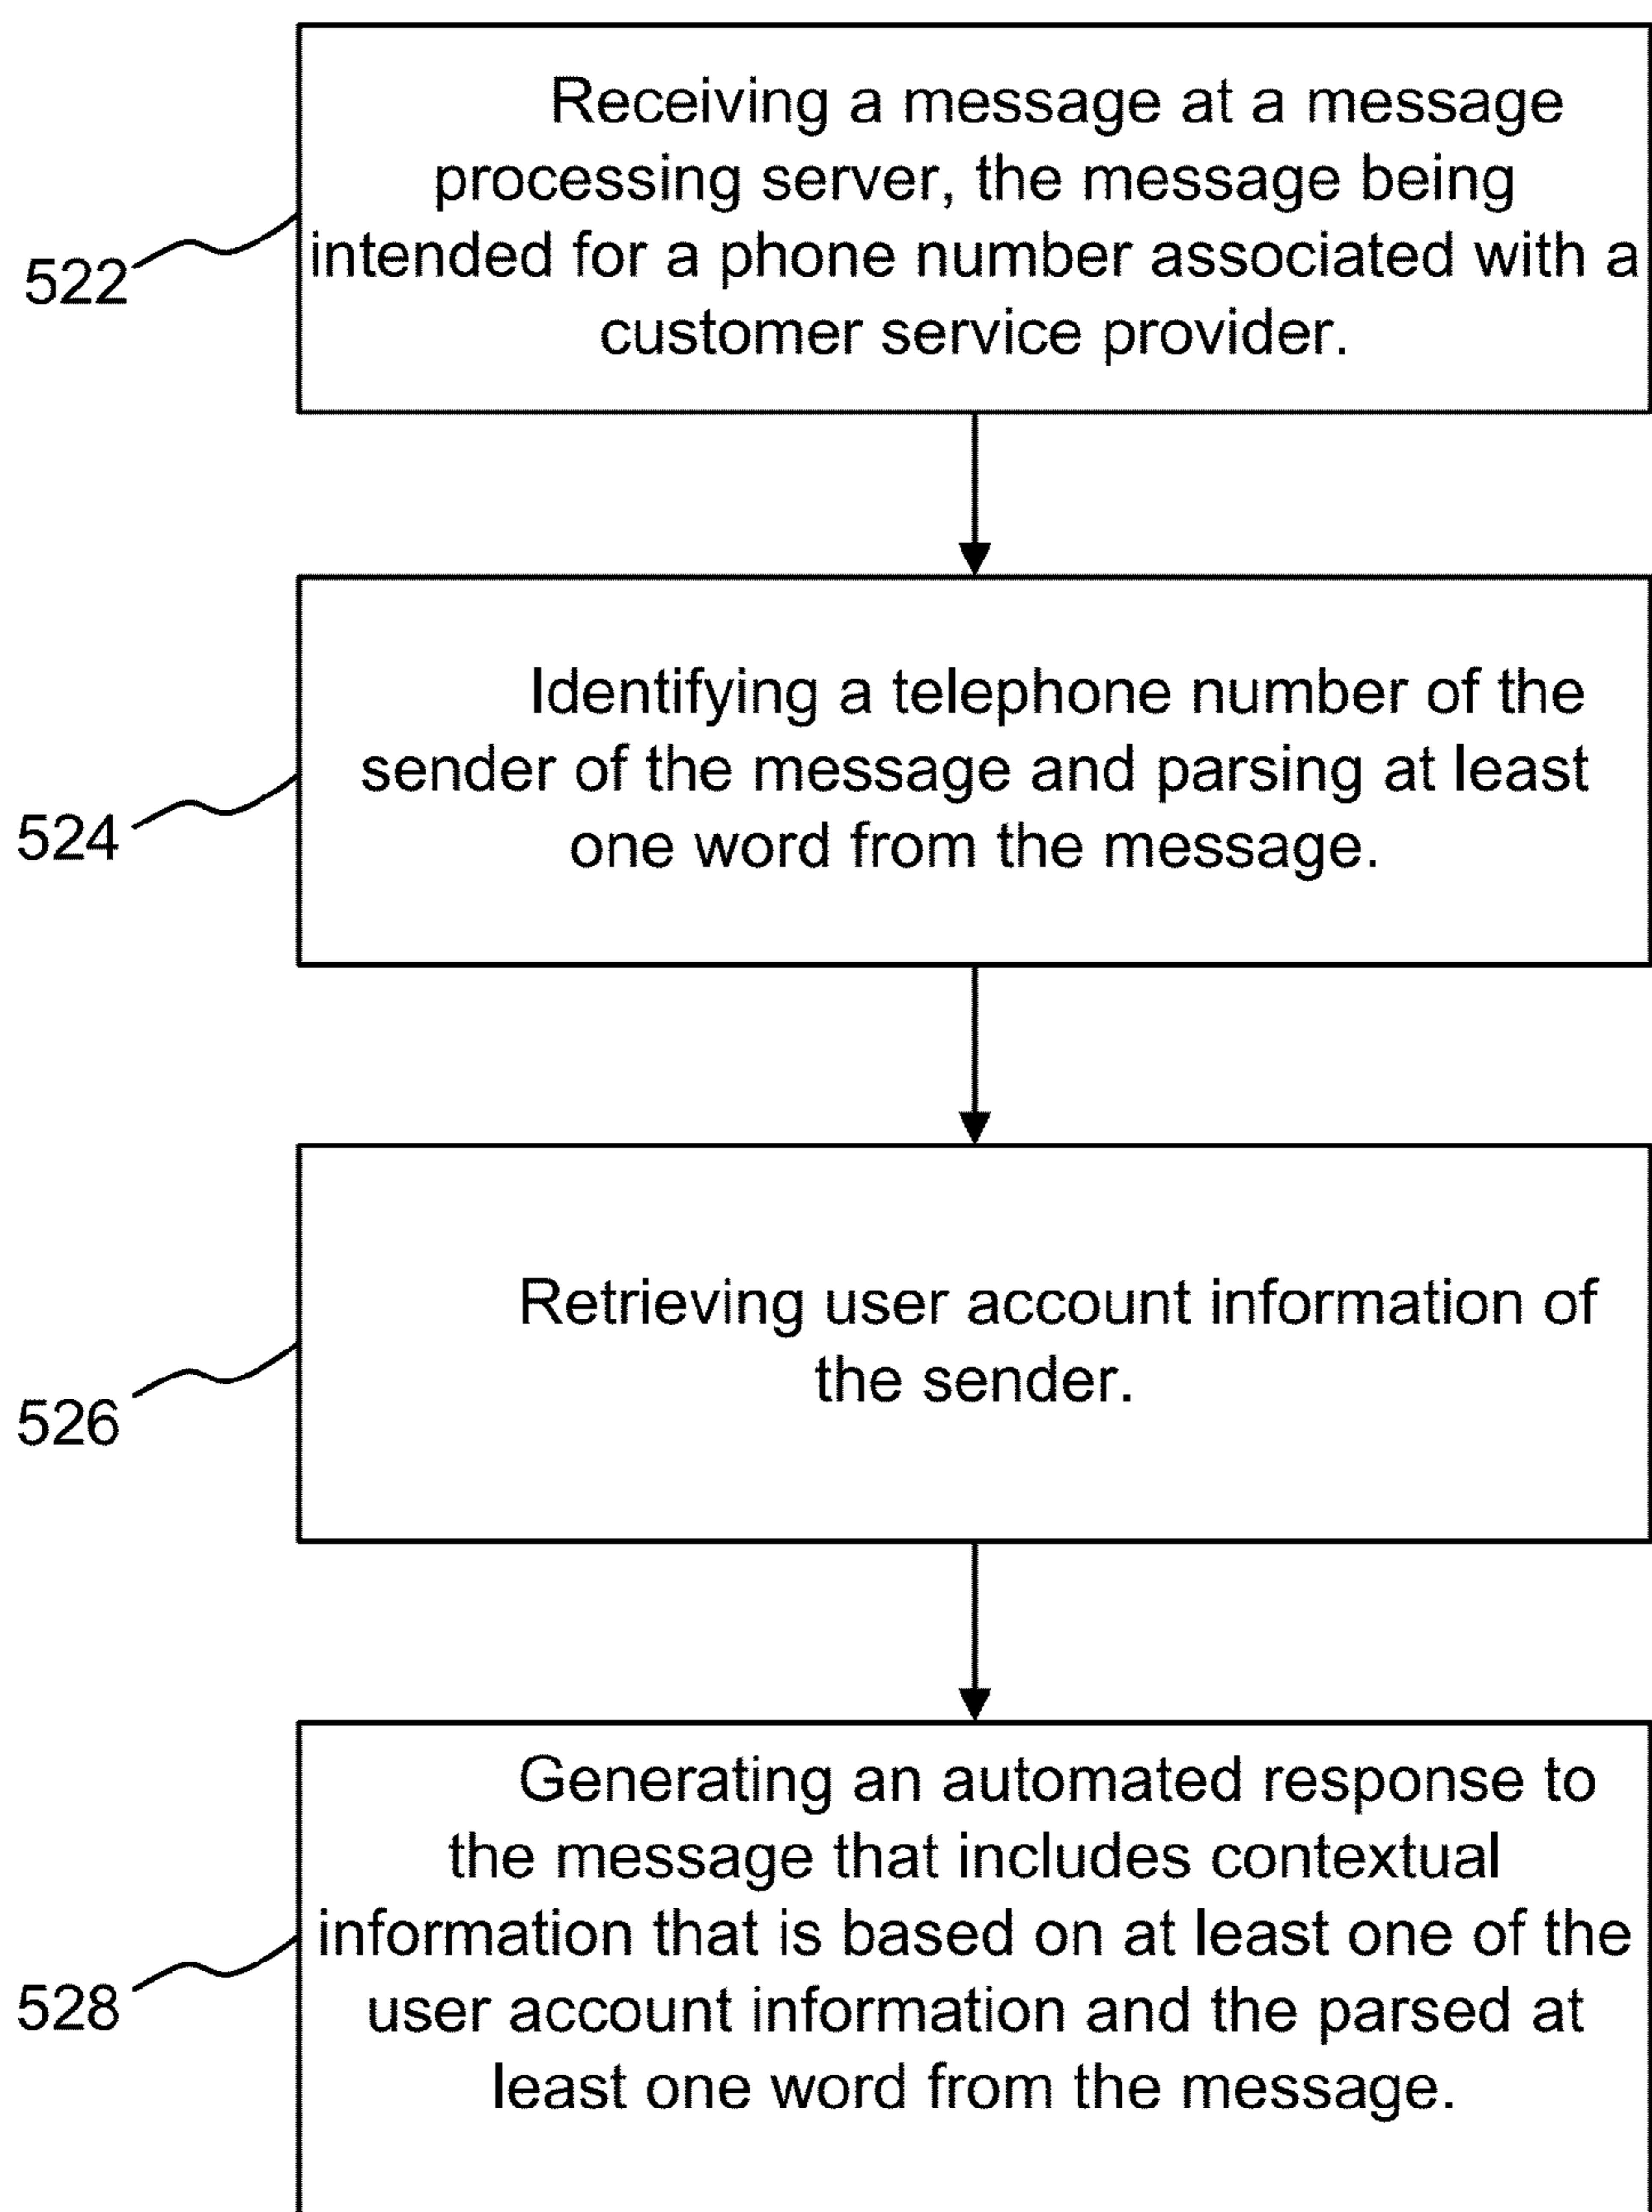 Receiving a message at a message
processing server, the message being
intended for a phone number associated with a
customer service provider.
522
Identifying a telephone number of the
sender of the message and parsing at least
one word from the message.
524
Retrieving user account information of
the sender.
526
Generating an automated response to
the message that includes contextual
information that is based on at least one of the
user account information and the parsed at
least one word from the message.
528